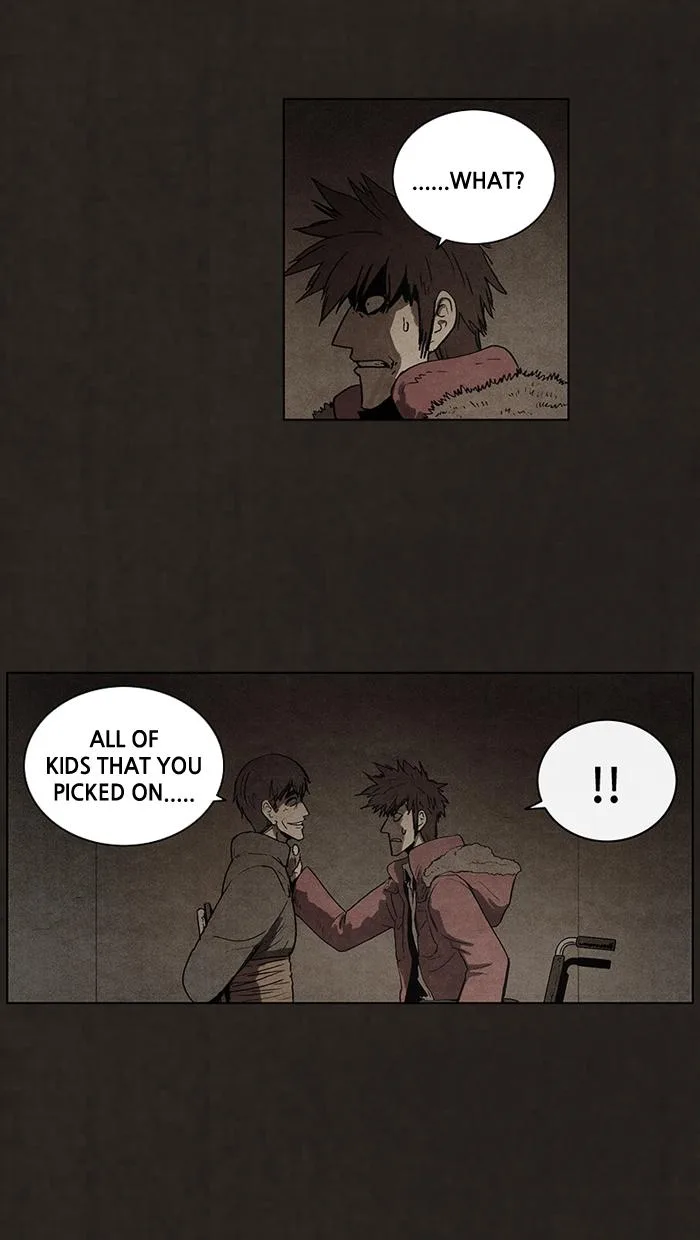 ......WHAT?
ALL OF
KIDS THAT YOU
PICKED ON.....
!!